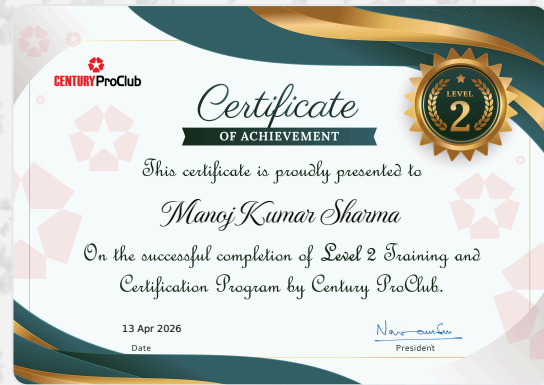 CENTURY ProClub
LEVEL
2
Certificate
OF ACHIEVEMENT
This certificate is proudly presented to
Manoj Kumar Sharma
On the successful completion of Level 2 Training and
Certification Program by Century ProClub.
13 Apr 2026
Date
President